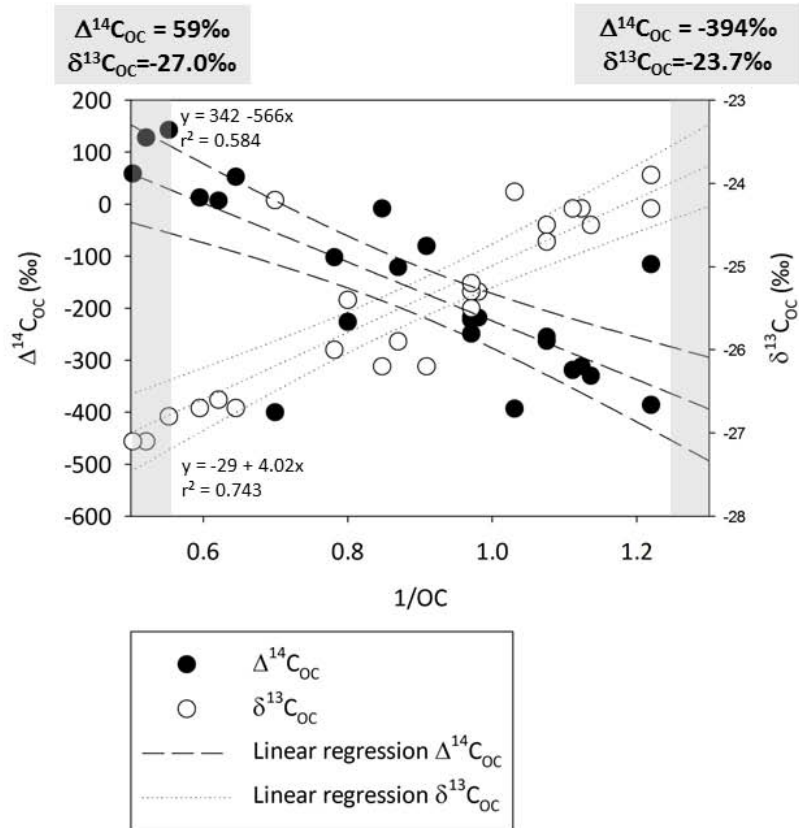 Δ¹⁴C_OC = 59‰
δ¹³C_OC=-27.0‰
Δ¹⁴C_OC = -394‰
δ¹³C_OC=-23.7‰
y = 342 -566x
r² = 0.584
y = -29 + 4.02x
r² = 0.743
Δ¹⁴C_OC (‰)
200
100
0
-100
-200
-300
-400
-500
-600
δ¹³C_OC (‰)
-23
-24
-25
-26
-27
-28
0.6 0.8 1.0 1.2
1/OC
Δ¹⁴C_OC
δ¹³C_OC
Linear regression Δ¹⁴C_OC
Linear regression δ¹³C_OC